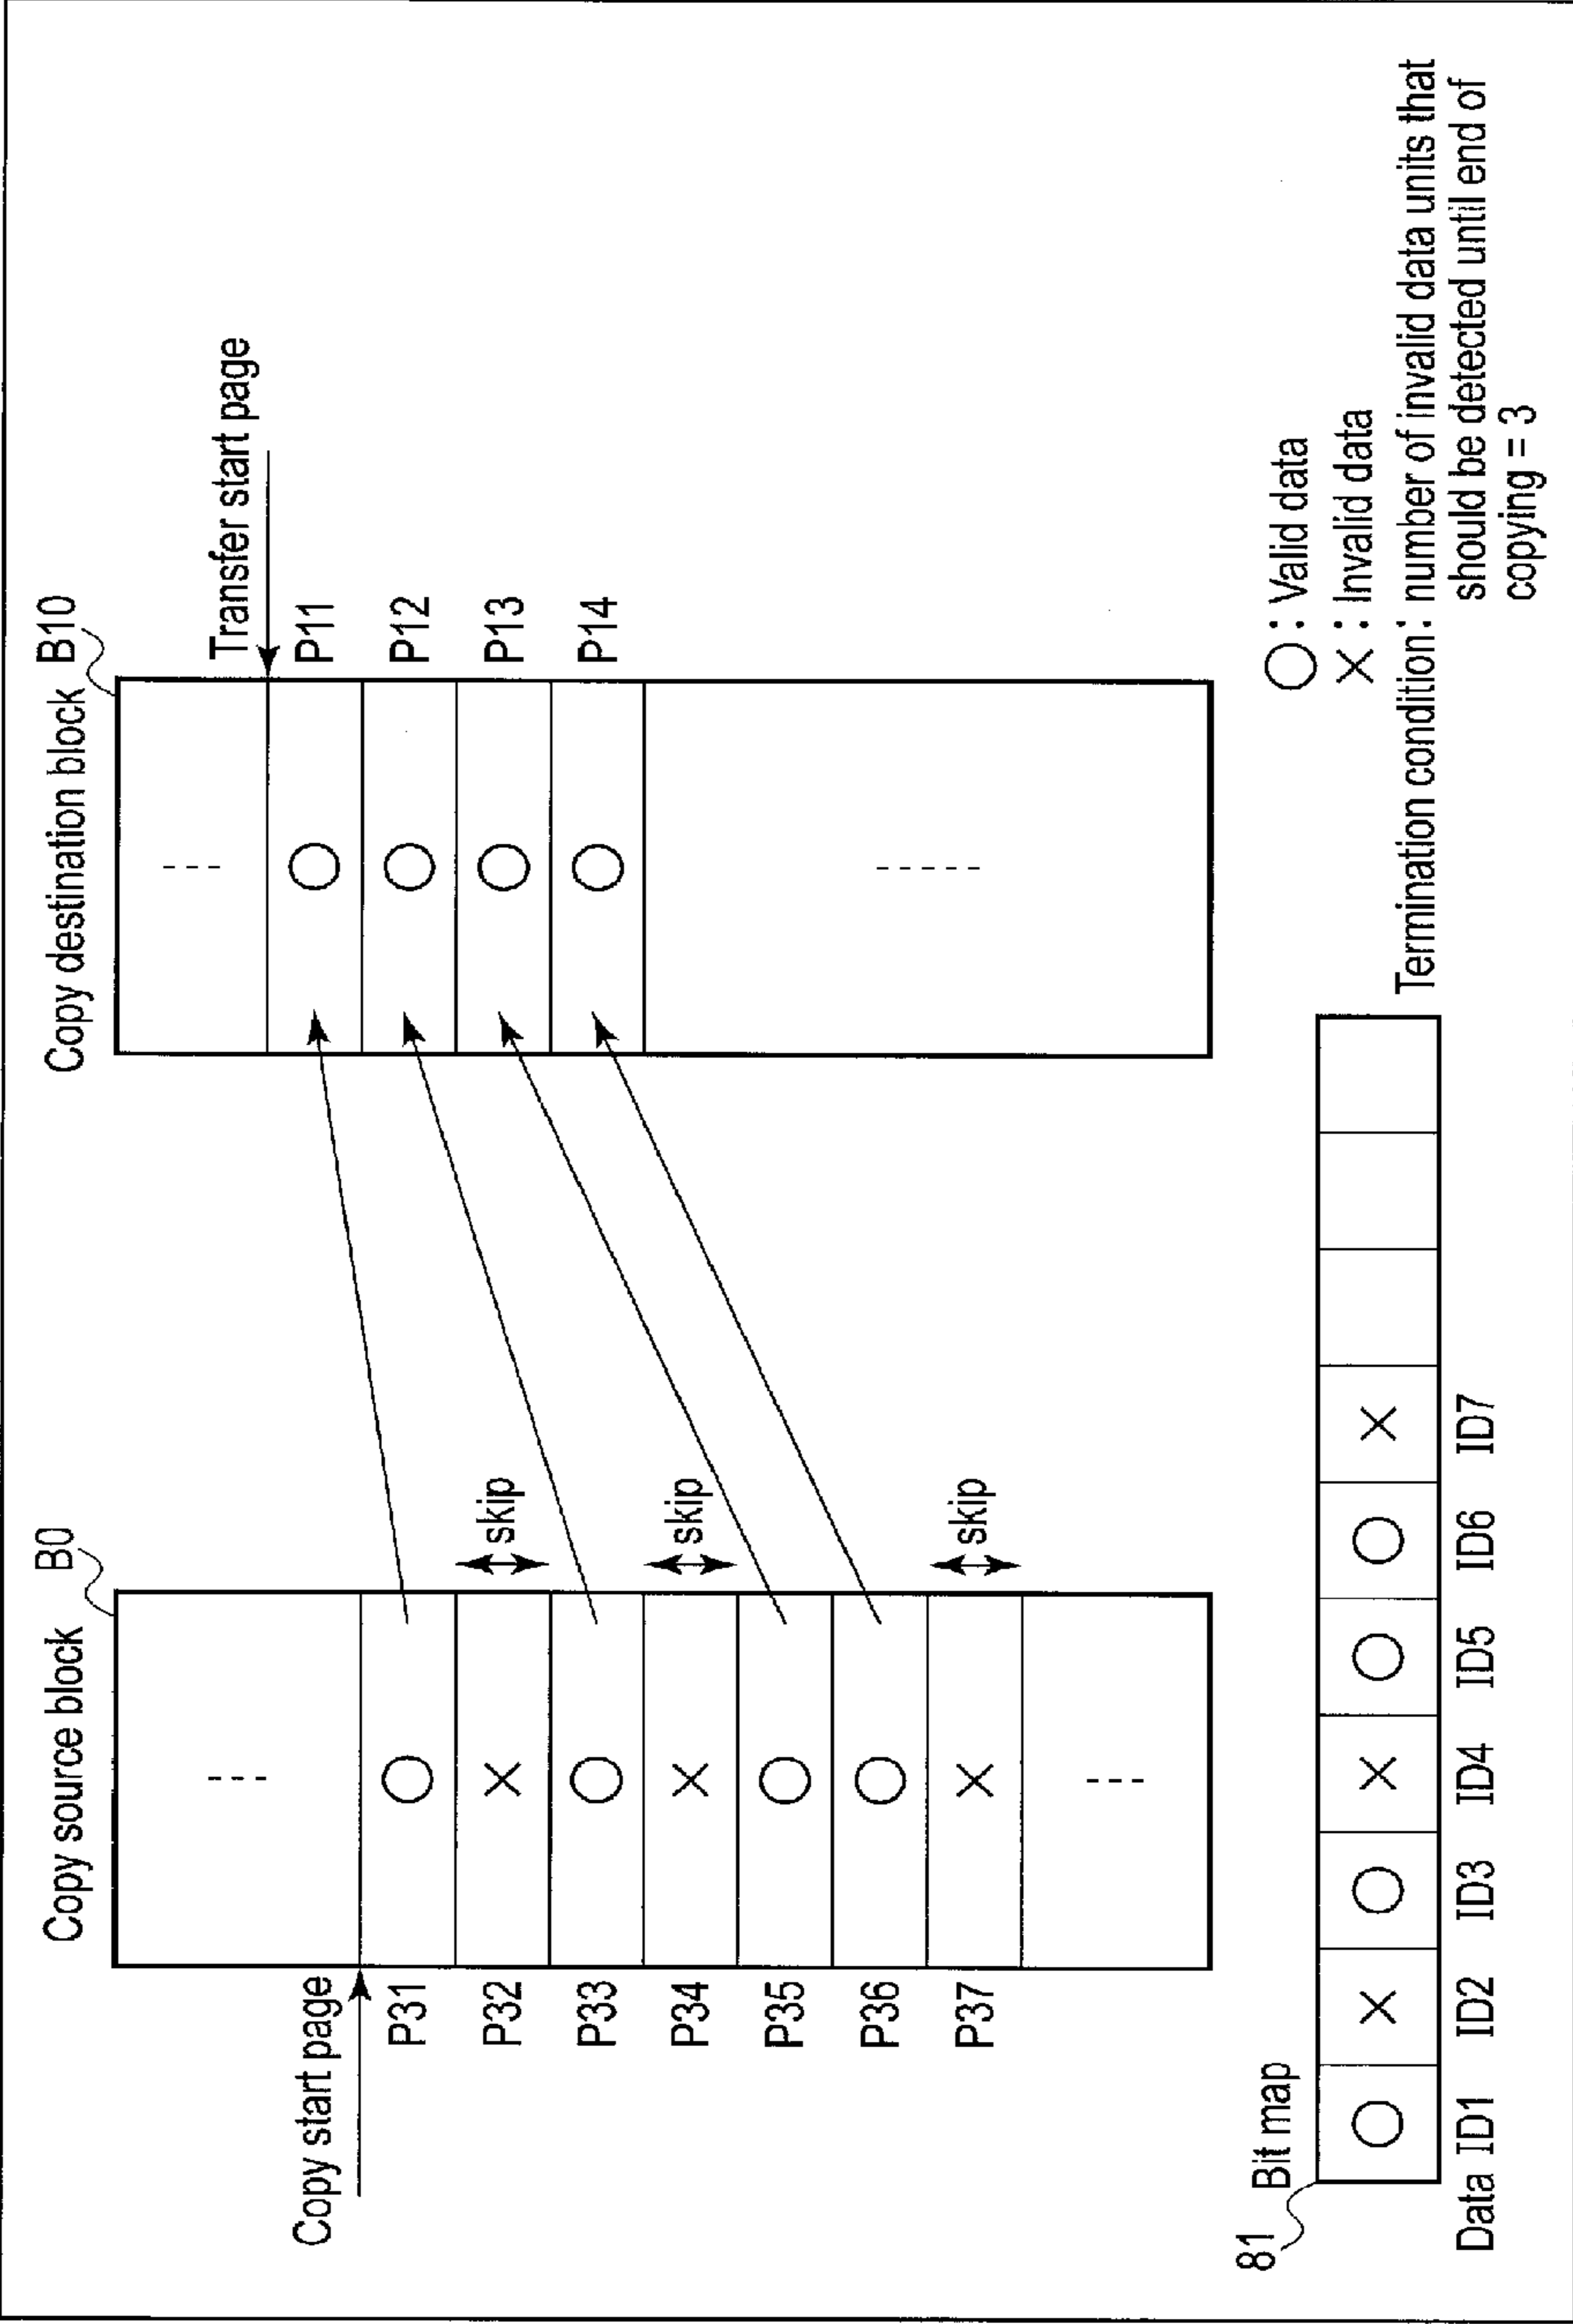 Copy source block
B0
Copy destination block
B10
Copy start page
Transfer start page
P31
P32
P33
P34
P35
P36
P37
skip
skip
skip
P11
P12
P13
P14
81
Bit map
Data ID1 ID2 ID3 ID4 ID5 ID6 ID7
○: Valid data
×: Invalid data
Termination condition: number of invalid data units that
should be detected until end of
copying = 3